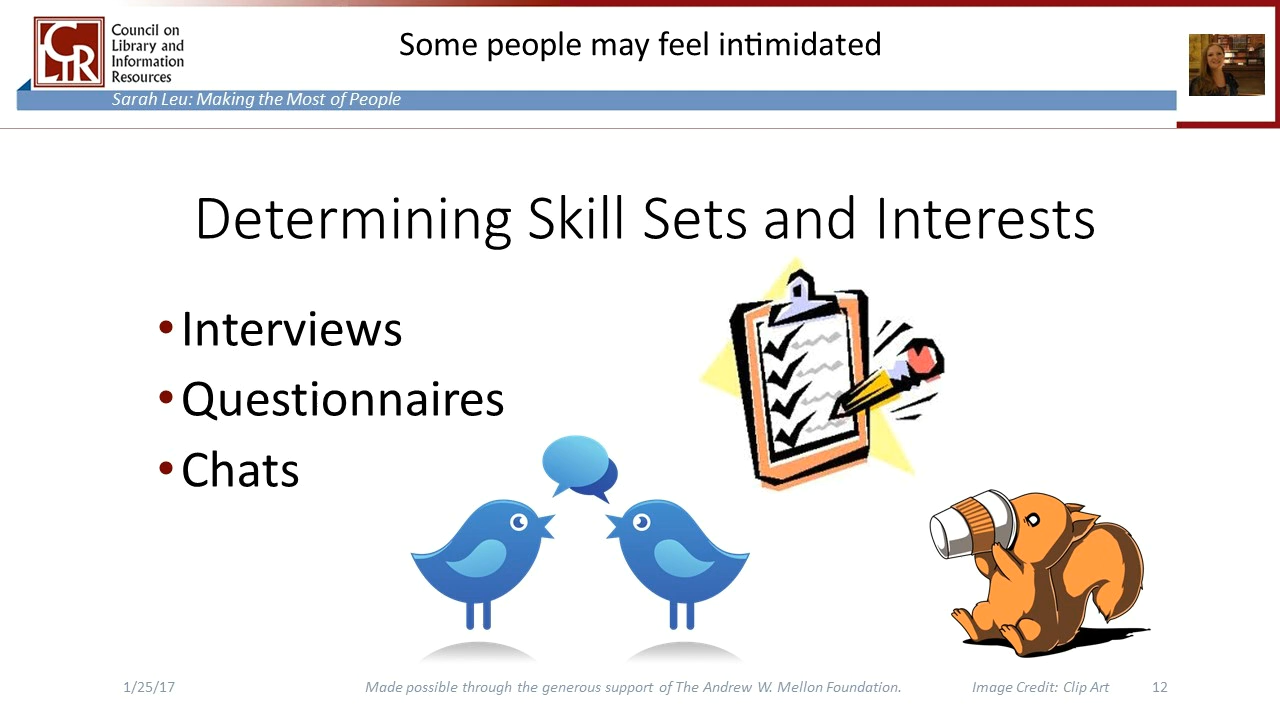 CLIR
Council on
Library and
Information
Resources
Some people may feel intimidated
Sarah Leu: Making the Most of People
Determining Skill Sets and Interests
•Interviews
•Questionnaires
•Chats
1/25/17
Made possible through the generous support of The Andrew W. Mellon Foundation.
Image Credit: Clip Art
12